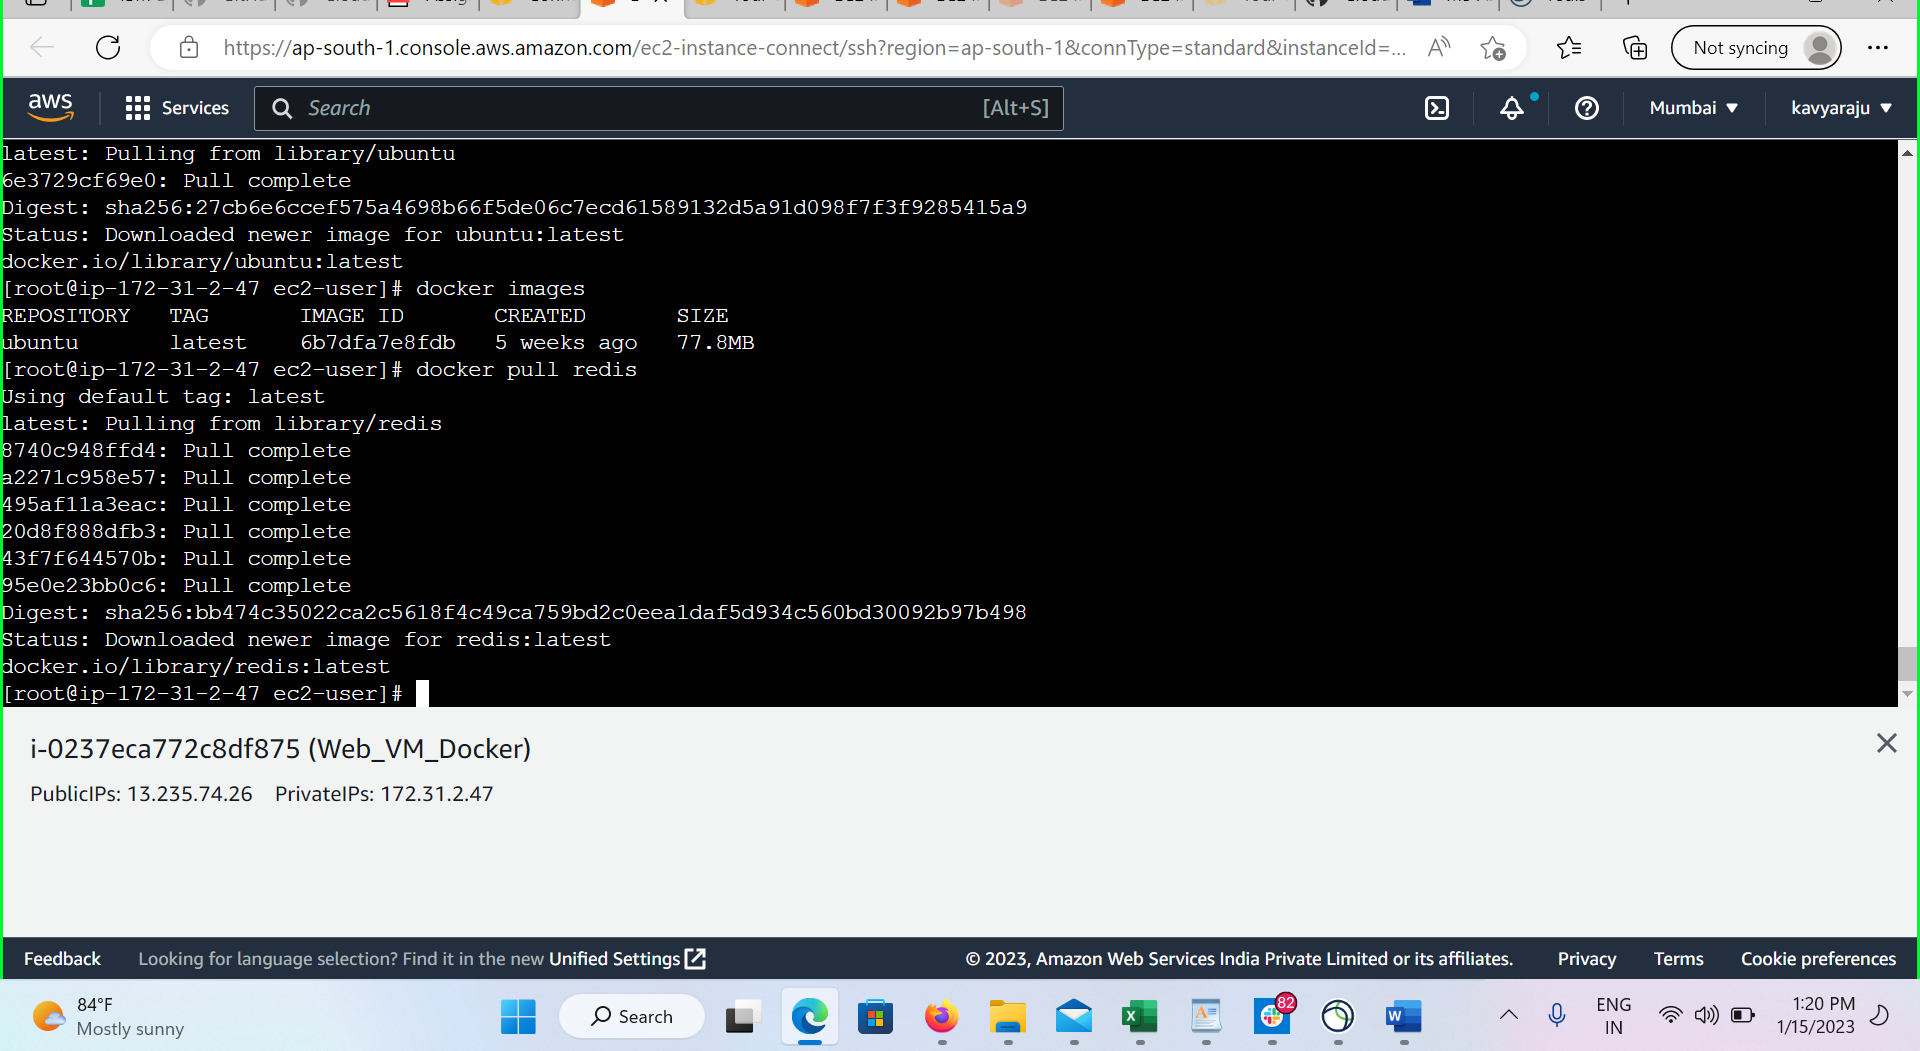 https://ap-south-1.console.aws.amazon.com/ec2-instance-connect/ssh?region=ap-south-1&connType=standard&instanceId=...
Not syncing
aws
Services
Search
[Alt+S]
Mumbai
kavyaraju
latest: Pulling from library/ubuntu
6e3729cf69e0: Pull complete
Digest: sha256:27cb6e6ccef575a4698b66f5de06c7ecd61589132d5a91d098f7f3f9285415a9
Status: Downloaded newer image for ubuntu:latest
docker.io/library/ubuntu:latest
[root@ip-172-31-2-47 ec2-user]# docker images
REPOSITORY   TAG       IMAGE ID       CREATED       SIZE
ubuntu       latest    6b7dfa7e8fdb   5 weeks ago   77.8MB
[root@ip-172-31-2-47 ec2-user]# docker pull redis
Using default tag: latest
latest: Pulling from library/redis
8740c948ffd4: Pull complete
a2271c958e57: Pull complete
495af11a3eac: Pull complete
20d8f888dfb3: Pull complete
43f7f644570b: Pull complete
95e0e23bb0c6: Pull complete
Digest: sha256:bb474c35022ca2c5618f4c49ca759bd2c0eea1daf5d934c560bd30092b97b498
Status: Downloaded newer image for redis:latest
docker.io/library/redis:latest
[root@ip-172-31-2-47 ec2-user]#
i-0237eca772c8df875 (Web_VM_Docker)
PublicIPs: 13.235.74.26   PrivateIPs: 172.31.2.47
Feedback
Looking for language selection? Find it in the new Unified Settings
© 2023, Amazon Web Services India Private Limited or its affiliates.
Privacy
Terms
Cookie preferences
84°F
Mostly sunny
Search
82
ENG
IN
1:20 PM
1/15/2023